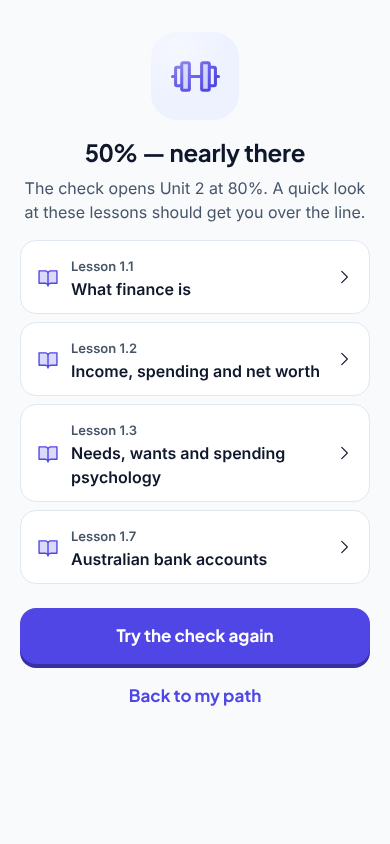 50% — nearly there
The check opens Unit 2 at 80%. A quick look
at these lessons should get you over the line.
Lesson 1.1
What finance is
Lesson 1.2
Income, spending and net worth
Lesson 1.3
Needs, wants and spending
psychology
Lesson 1.7
Australian bank accounts
Try the check again
Back to my path